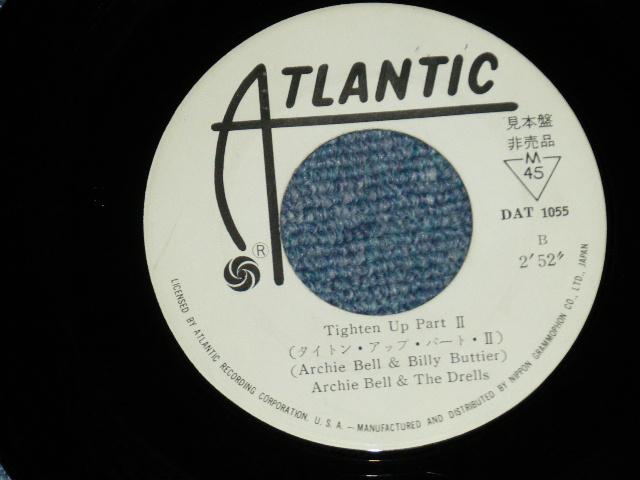 ATLANTIC
®
見本盤
非売品
M
45
DAT 1055
B
2′52″
Tighten Up Part Ⅱ
(タイトン・アップ・パート・Ⅱ)
(Archie Bell & Billy Buttier)
Archie Bell & The Drells
LICENSED BY ATLANTIC RECORDING CORPORATION, U. S. A. — MANUFACTURED AND DISTRIBUTED BY NIPPON GRAMMOPHON CO., LTD., JAPAN